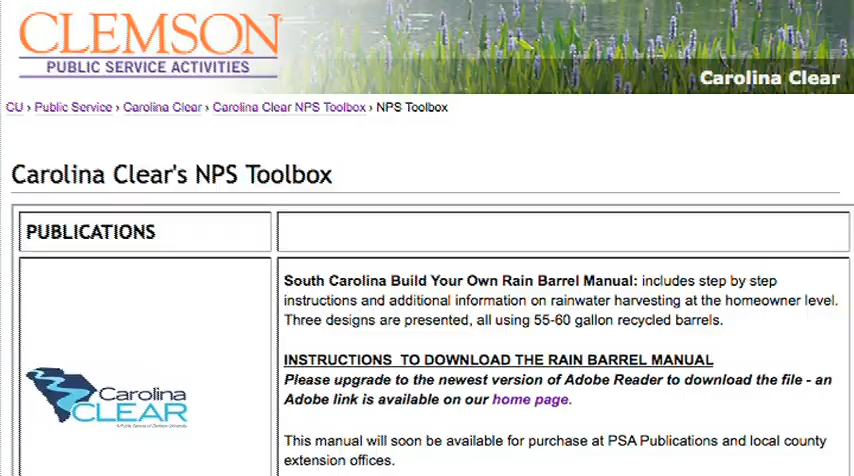 CLEMSON
PUBLIC SERVICE ACTIVITIES
Carolina Clear
CU › Public Service › Carolina Clear › Carolina Clear NPS Toolbox › NPS Toolbox
Carolina Clear's NPS Toolbox
PUBLICATIONS
South Carolina Build Your Own Rain Barrel Manual: includes step by step
instructions and additional information on rainwater harvesting at the homeowner level.
Three designs are presented, all using 55-60 gallon recycled barrels.
INSTRUCTIONS TO DOWNLOAD THE RAIN BARREL MANUAL
Please upgrade to the newest version of Adobe Reader to download the file - an
Adobe link is available on our home page.
This manual will soon be available for purchase at PSA Publications and local county
extension offices.
Carolina
CLEAR
A Public Service of Clemson University